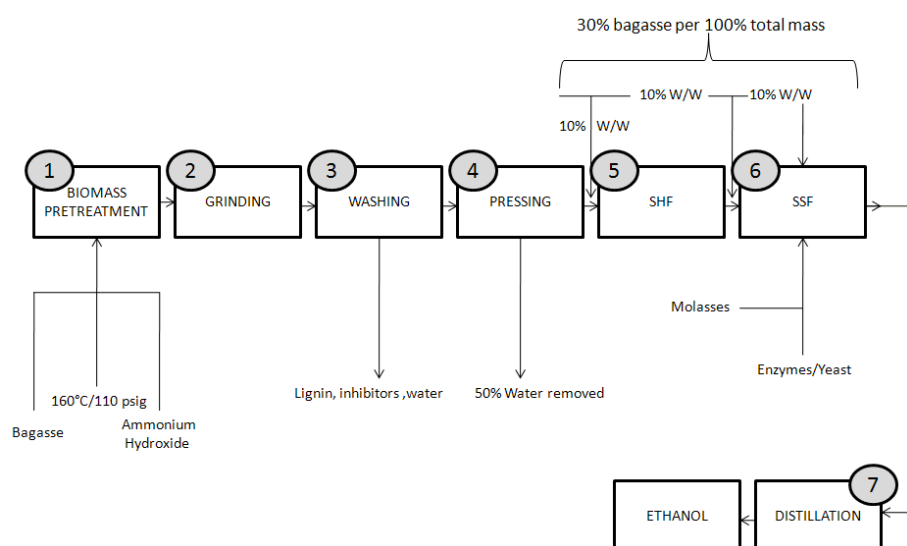 30% bagasse per 100% total mass
10% W/W
10% W/W
10% W/W
1
2
3
4
5
6
BIOMASS
PRETREATMENT
GRINDING
WASHING
PRESSING
SHF
SSF
Molasses
Enzymes/Yeast
Lignin, inhibitors ,water
50% Water removed
160°C/110 psig
Bagasse
Ammonium
Hydroxide
7
ETHANOL
DISTILLATION